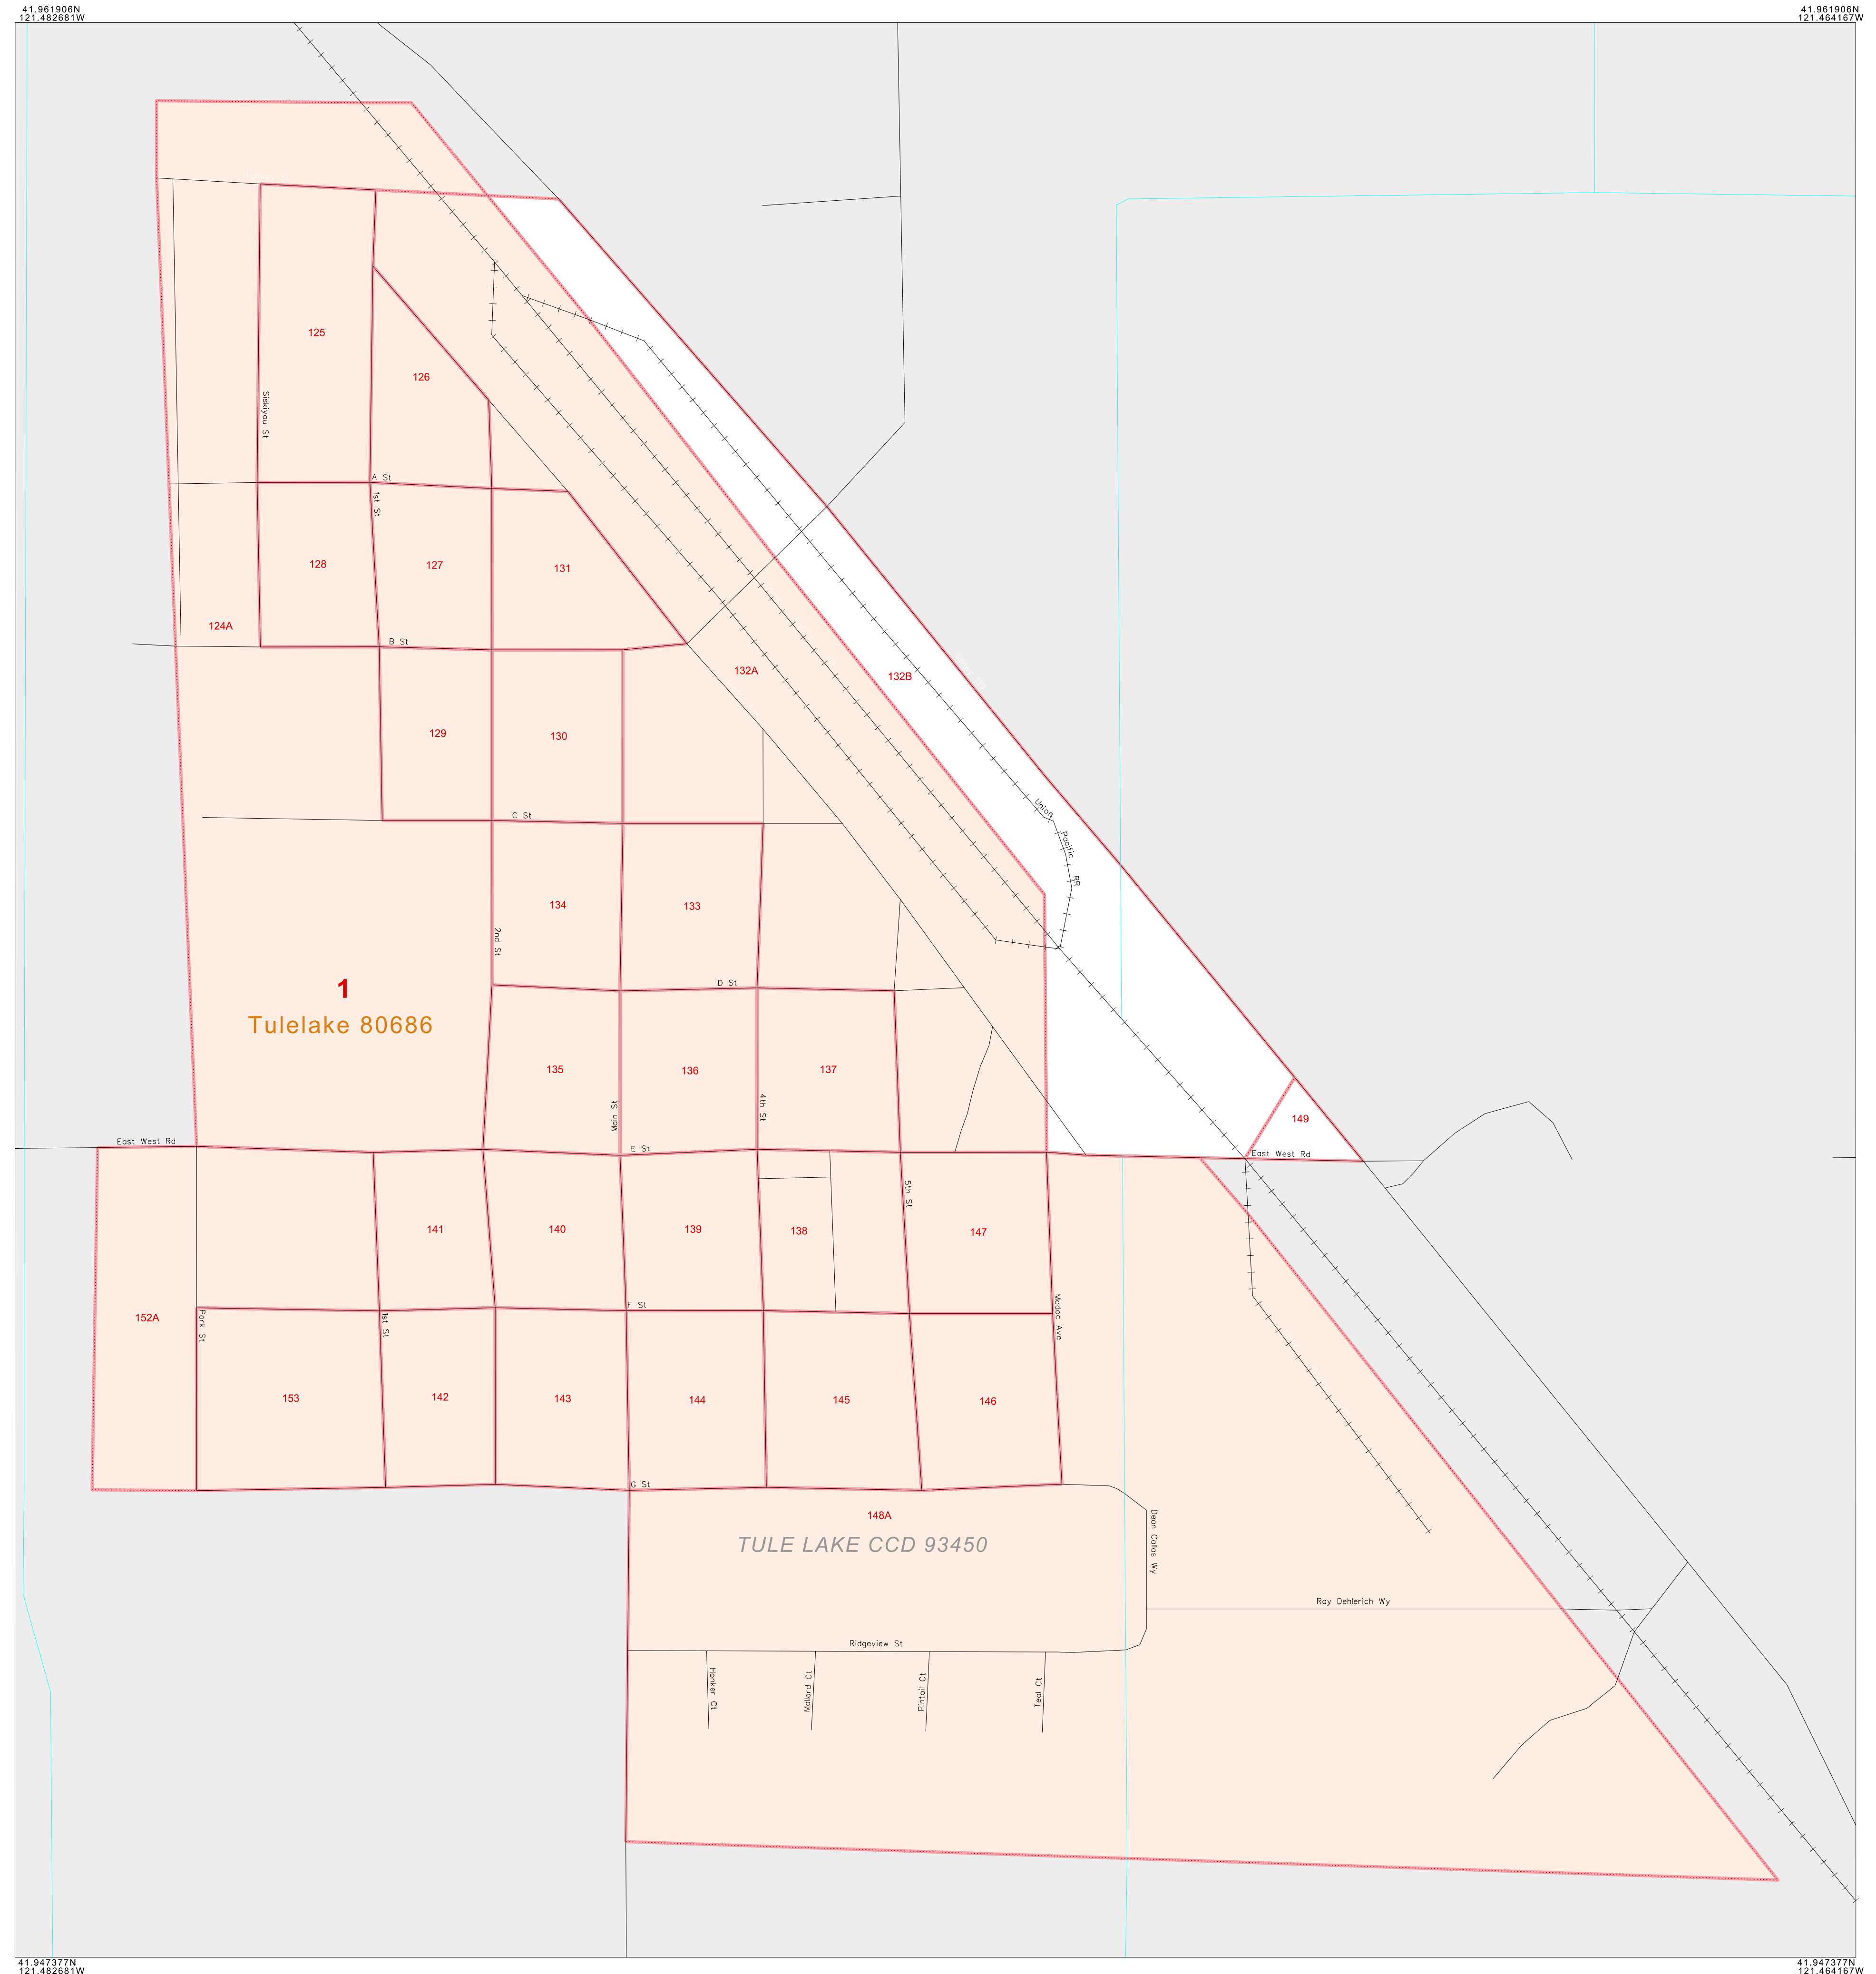 41.961906N
121.482681W
41.961906N
121.464167W
125
126
Siskiyou St
A St
1st St
128
127
131
124A
B St
132A
132B
129
130
Union Pacific RR
C St
134
133
2nd St
D St
1
Tulelake 80686
135
136
137
Main St
4th St
149
East West Rd
E St
East West Rd
5th St
141
140
139
138
147
152A
Park St
1st St
F St
Modoc Ave
153
142
143
144
145
146
G St
148A
Dean Callas Wy
TULE LAKE CCD 93450
Ray Dehlerich Wy
Ridgeview St
Honker Ct
Mallard Ct
Pintail Ct
Teal Ct
41.947377N
121.482681W
41.947377N
121.464167W